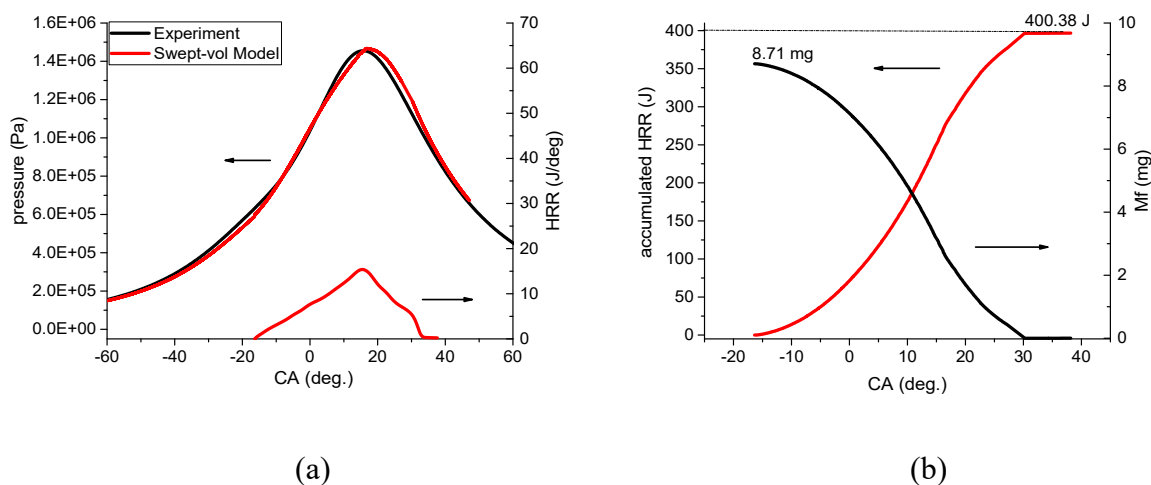 1.6E+06
1.4E+06
1.2E+06
1.0E+06
8.0E+05
6.0E+05
4.0E+05
2.0E+05
0.0E+00
pressure (Pa)
Experiment
Swept-vol Model
70
60
50
40
30
20
10
0
HRR (J/deg)
-60 -40 -20 0 20 40 60
CA (deg.)
(a)
400
350
300
250
200
150
100
50
0
accumulated HRR (J)
8.71 mg
400.38 J
10
8
6
4
2
0
Mf (mg)
-20 -10 0 10 20 30 40
CA (deg.)
(b)